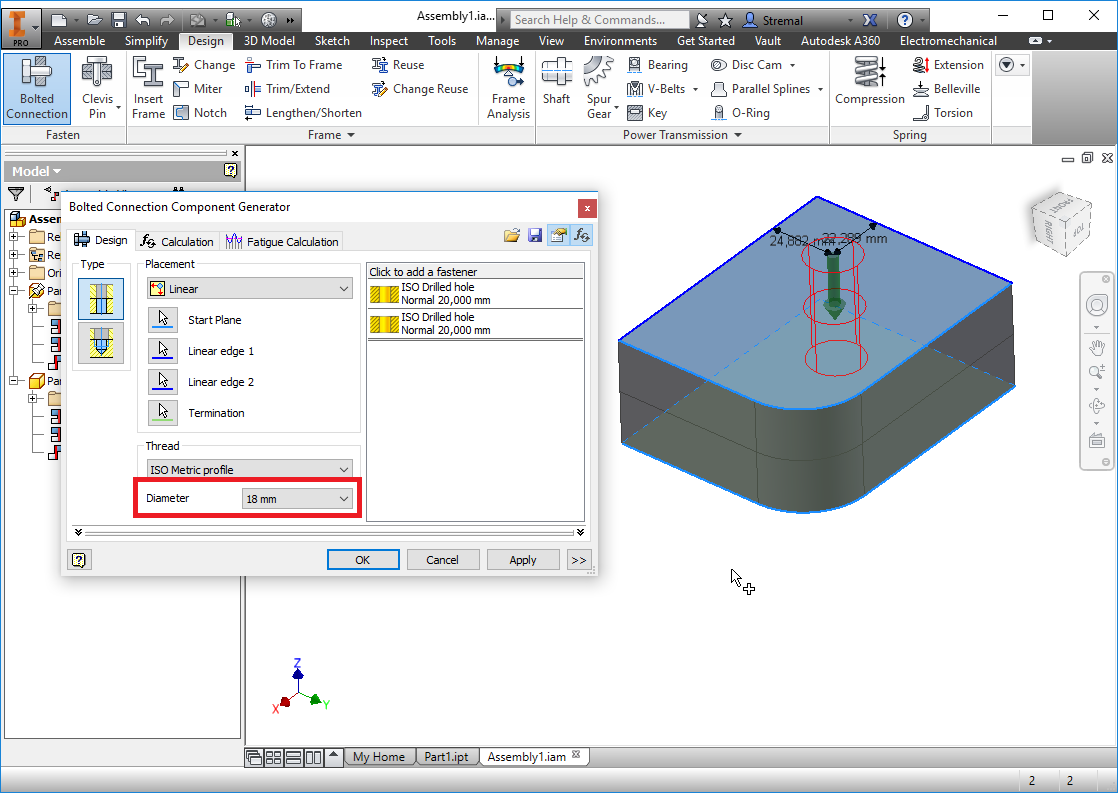 Assembly1.ia...
Search Help & Commands...
Stremal
PRO
Assemble Simplify Design 3D Model Sketch Inspect Tools Manage View Environments Get Started Vault Autodesk A360 Electromechanical
Bolted Connection
Clevis Pin
Fasten
Insert Frame
Change
Miter
Notch
Trim To Frame
Trim/Extend
Lengthen/Shorten
Reuse
Change Reuse
Frame Analysis
Frame
Shaft
Spur Gear
Bearing
V-Belts
Key
Disc Cam
Parallel Splines
O-Ring
Power Transmission
Compression
Extension
Belleville
Torsion
Spring
Model
Assem
Re
Re
Ori
Par
Par
Bolted Connection Component Generator
Design Calculation Fatigue Calculation
Type
Placement
Linear
Start Plane
Linear edge 1
Linear edge 2
Termination
Thread
ISO Metric profile
Diameter 18 mm
Click to add a fastener
ISO Drilled hole
Normal 20,000 mm
ISO Drilled hole
Normal 20,000 mm
OK Cancel Apply >>
24,882 mm
FRONT
RIGHT
TOP
Z
X
Y
My Home Part1.ipt Assembly1.iam
2 2